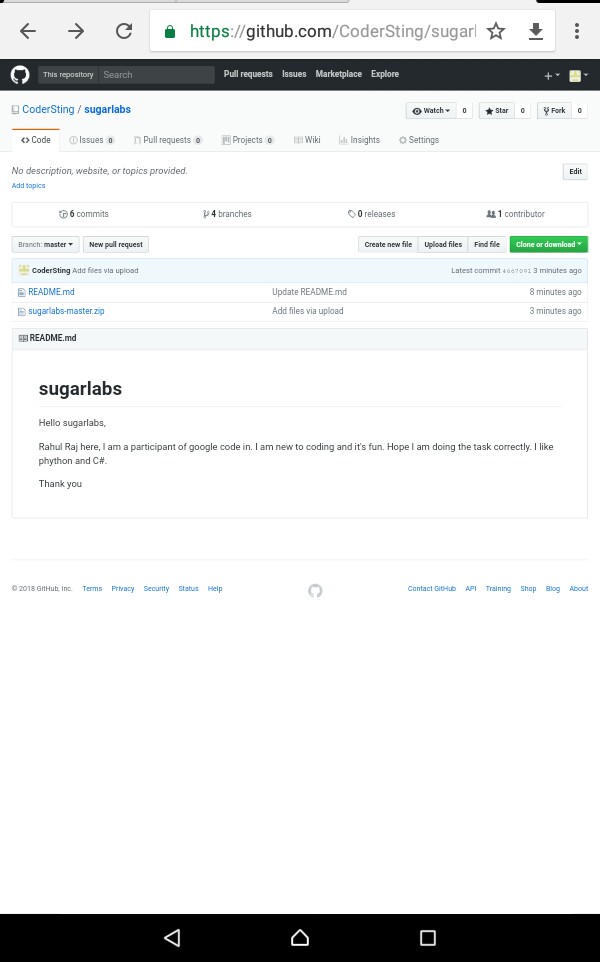 https://github.com/CoderSting/sugarl
This repository Search Pull requests Issues Marketplace Explore
CoderSting / sugarlabs Watch 0 Star 0 Fork 0
Code Issues 0 Pull requests 0 Projects 0 Wiki Insights Settings
No description, website, or topics provided. Edit
Add topics
6 commits 4 branches 0 releases 1 contributor
Branch: master New pull request Create new file Upload files Find file Clone or download
CoderSting Add files via upload Latest commit 4667091 3 minutes ago
README.md Update README.md 8 minutes ago
sugarlabs-master.zip Add files via upload 3 minutes ago
README.md
sugarlabs
Hello sugarlabs,
Rahul Raj here, I am a participant of google code in. I am new to coding and it's fun. Hope I am doing the task correctly. I like
phython and C#.
Thank you
© 2018 GitHub, Inc. Terms Privacy Security Status Help Contact GitHub API Training Shop Blog About